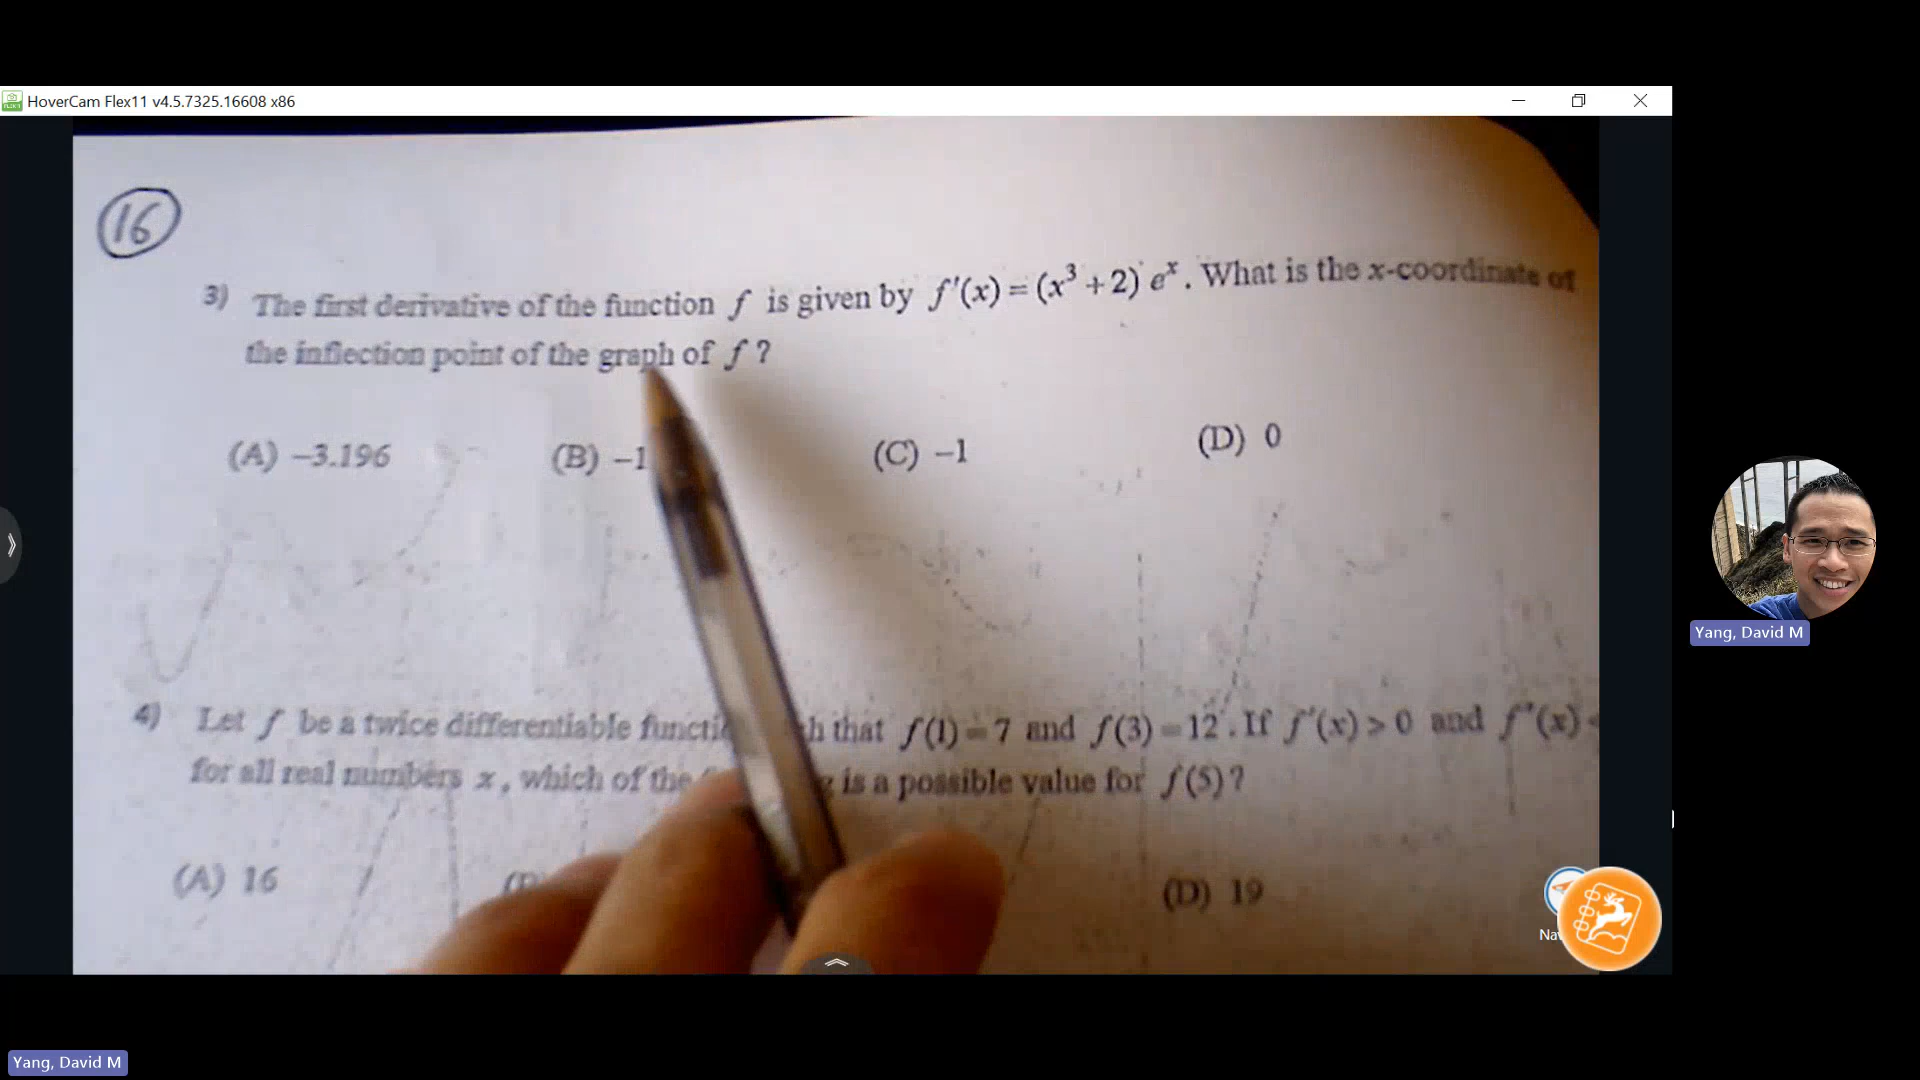 HoverCam Flex11 v4.5.7325.16608 x86
16
3) The first derivative of the function f is given by f'(x) = (x³ + 2) eˣ. What is the x-coordinate of
the inflection point of the graph of f ?
(A) −3.196 (B) −1 (C) −1 (D) 0
4) Let f be a twice differentiable that f(1) = 7 and f(3) = 12. If f'(x) > 0 and f''(x) <
for all real numbers x, which of the is a possible value for f(5)?
(A) 16 (D) 19
Yang, David M
Yang, David M